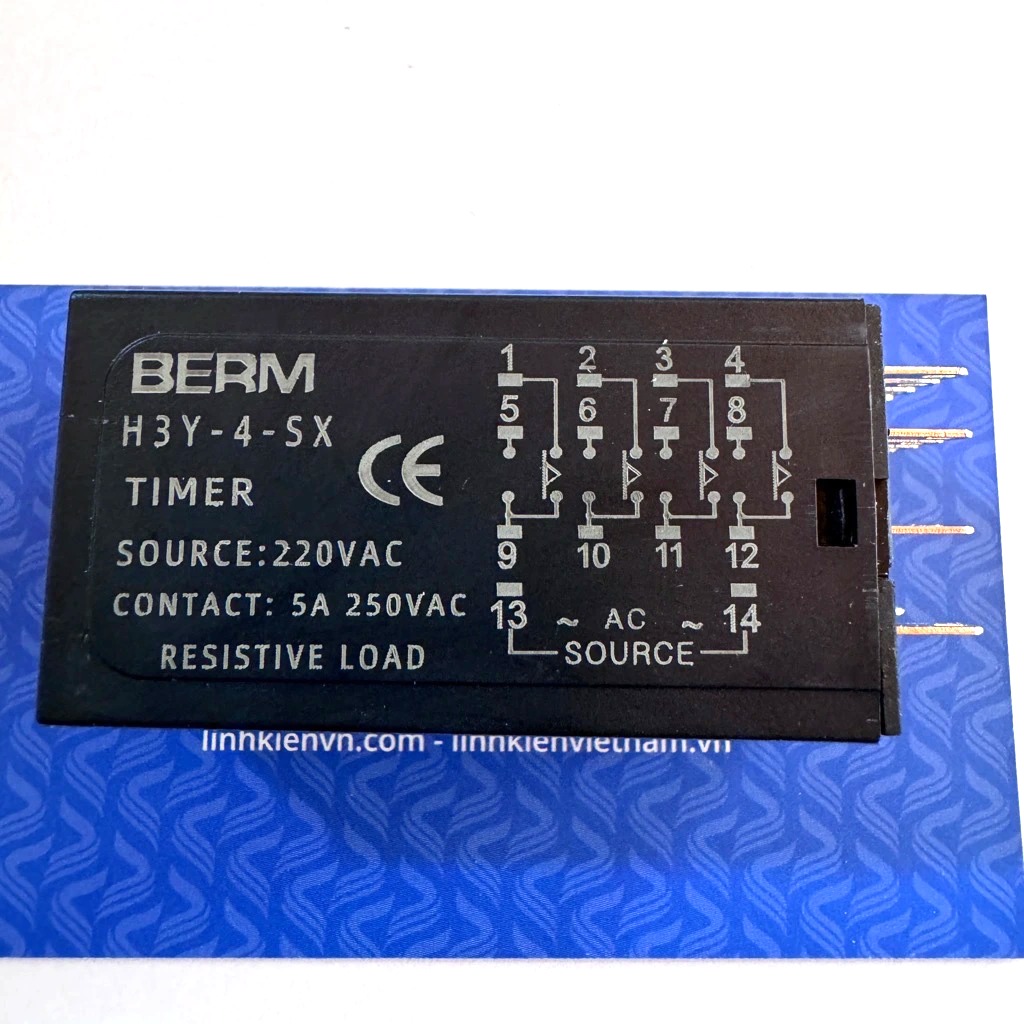 BERM
H3Y-4-SX
CE
TIMER
SOURCE:220VAC
CONTACT: 5A 250VAC
RESISTIVE LOAD
1 2 3 4
5 6 7 8
9 10 11 12
13 ~ AC ~ 14
SOURCE
linhkienvn.com - linhkienvietnam.vn